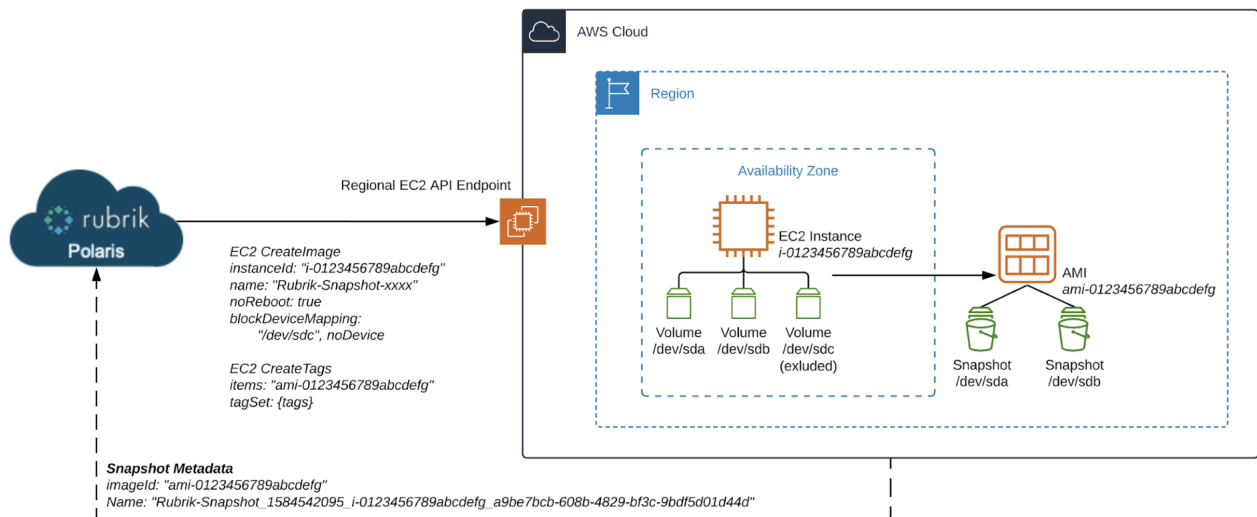 AWS Cloud
Region
Availability Zone
Regional EC2 API Endpoint
rubrik
Polaris
EC2 Instance
i-0123456789abcdefg
AMI
ami-0123456789abcdefg
EC2 CreateImage
instanceId: "i-0123456789abcdefg"
name: "Rubrik-Snapshot-xxxx"
noReboot: true
blockDeviceMapping:
"/dev/sdc", noDevice
Volume
/dev/sda
Volume
/dev/sdb
Volume
/dev/sdc
(exluded)
Snapshot
/dev/sda
Snapshot
/dev/sdb
EC2 CreateTags
items: "ami-0123456789abcdefg"
tagSet: {tags}
Snapshot Metadata
imageId: "ami-0123456789abcdefg"
Name: "Rubrik-Snapshot_1584542095_i-0123456789abcdefg_a9be7bcb-608b-4829-bf3c-9bdf5d01d44d"